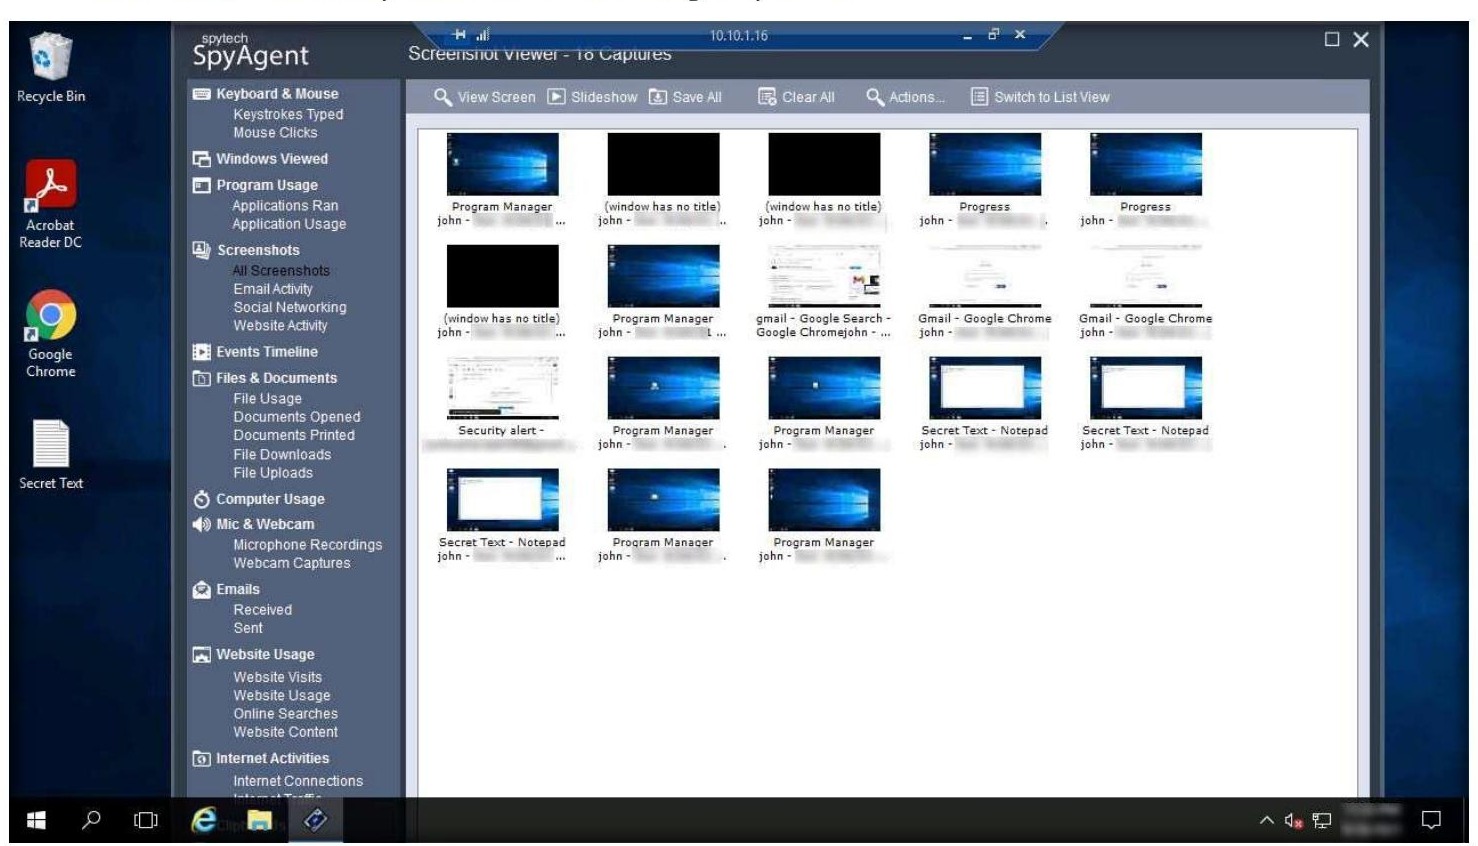 10.10.1.16
spytech
SpyAgent
Screenshot Viewer - 18 Captures
Recycle Bin
Acrobat
Reader DC
Google
Chrome
Secret Text
Keyboard & Mouse
Keystrokes Typed
Mouse Clicks
Windows Viewed
Program Usage
Applications Ran
Application Usage
Screenshots
All Screenshots
Email Activity
Social Networking
Website Activity
Events Timeline
Files & Documents
File Usage
Documents Opened
Documents Printed
File Downloads
File Uploads
Computer Usage
Mic & Webcam
Microphone Recordings
Webcam Captures
Emails
Received
Sent
Website Usage
Website Visits
Website Usage
Online Searches
Website Content
Internet Activities
Internet Connections
Internet Traffic
View Screen Slideshow Save All Clear All Actions... Switch to List View
Program Manager (window has no title) (window has no title) Progress Progress
john - ... john - .. john - john - . john -
(window has no title) Program Manager gmail - Google Search - Gmail - Google Chrome Gmail - Google Chrome
john - ... john - 1 ... Google Chromejohn - ... john - john -
Security alert - Program Manager Program Manager Secret Text - Notepad Secret Text - Notepad
john - . john - john - john -
Secret Text - Notepad Program Manager Program Manager
john - ... john - . john -